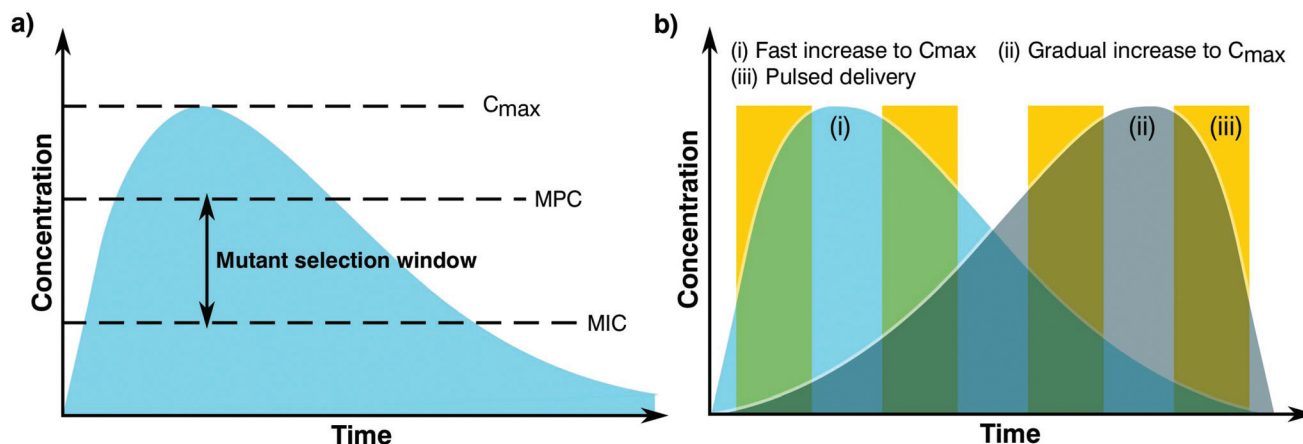 a)
Concentration
Cmax
MPC
Mutant selection window
MIC
Time
b)
(i) Fast increase to Cmax (ii) Gradual increase to Cmax
(iii) Pulsed delivery
Concentration
(i)
(ii)
(iii)
Time